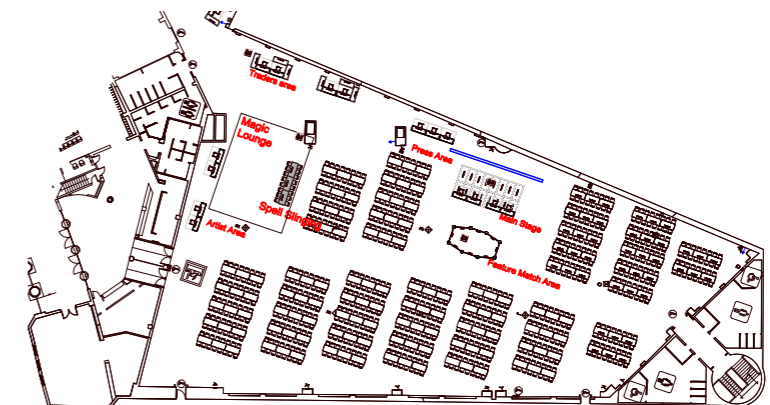 Traders area
Magic
Lounge
Press Area
Spell Slinging
Main Stage
Artist Area
Feature Match Area